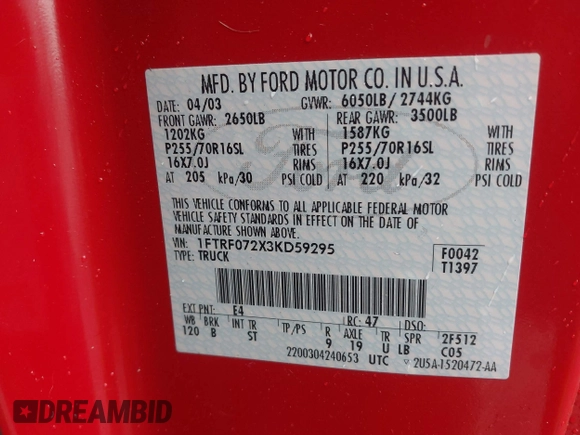 MFD. BY FORD MOTOR CO. IN U.S.A.
DATE: 04/03 GVWR: 6050LB/ 2744KG
FRONT GAWR: 2650LB REAR GAWR: 3500LB
1202KG WITH 1587KG WITH
P255/70R16SL TIRES P255/70R16SL TIRES
16X7.0J RIMS 16X7.0J RIMS
AT 205 kPa/30 PSI COLD AT 220 kPa/32 PSI COLD
THIS VEHICLE CONFORMS TO ALL APPLICABLE FEDERAL MOTOR
VEHICLE SAFETY STANDARDS IN EFFECT ON THE DATE OF
MANUFACTURE SHOWN ABOVE.
VIN: 1FTRF072X3KD59295 F0042
TYPE: TRUCK T1397
EXT PNT: E4 RC: 47 DSO:
WB BRK INT TR TP/PS R AXLE TR SPR 2F512
120 B ST 9 19 U LB C05
2200304240653 UTC 2U5A-1520472-AA
Ford
DREAMBID